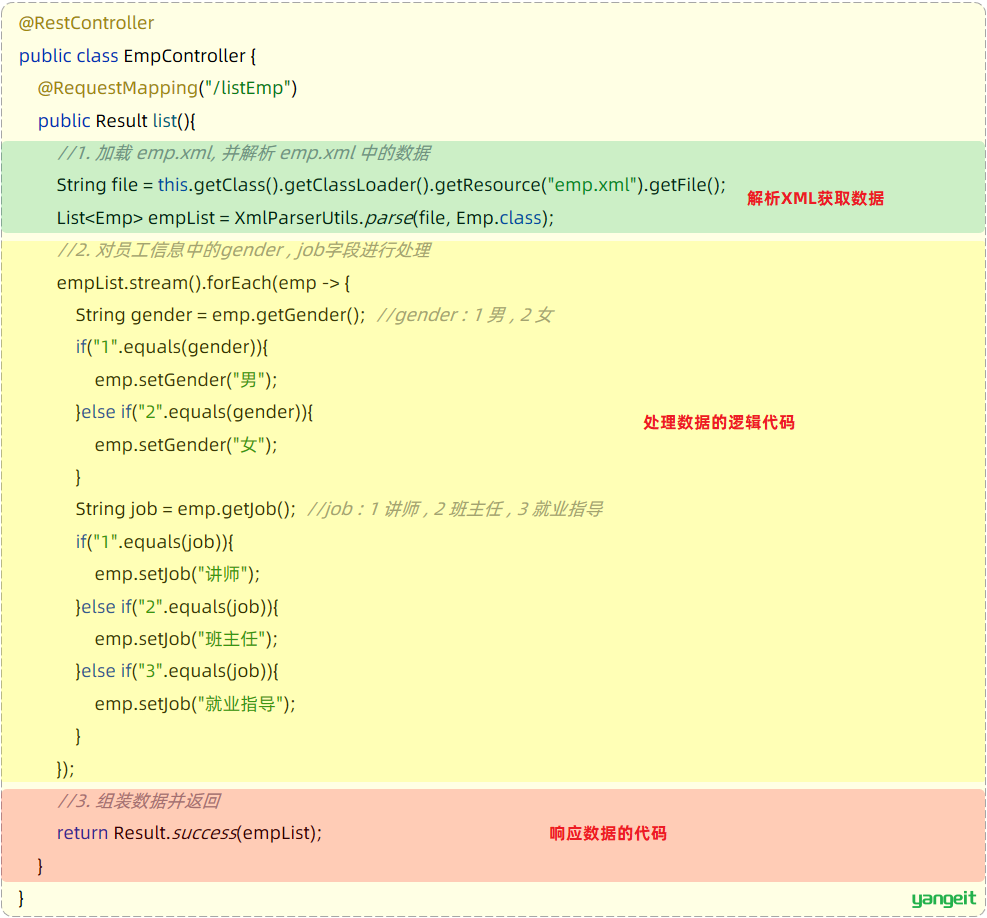 @RestController
public class EmpController {
@RequestMapping("/listEmp")
public Result list(){
//1. 加载 emp.xml, 并解析 emp.xml 中的数据
String file = this.getClass().getClassLoader().getResource("emp.xml").getFile();
解析XML获取数据
List<Emp> empList = XmlParserUtils.parse(file, Emp.class);
//2. 对员工信息中的gender , job字段进行处理
empList.stream().forEach(emp -> {
String gender = emp.getGender(); //gender : 1 男 , 2 女
if("1".equals(gender)){
emp.setGender("男");
}else if("2".equals(gender)){
处理数据的逻辑代码
emp.setGender("女");
}
String job = emp.getJob(); //job : 1 讲师 , 2 班主任 , 3 就业指导
if("1".equals(job)){
emp.setJob("讲师");
}else if("2".equals(job)){
emp.setJob("班主任");
}else if("3".equals(job)){
emp.setJob("就业指导");
}
});
//3. 组装数据并返回
return Result.success(empList);
响应数据的代码
}
}
yangeit